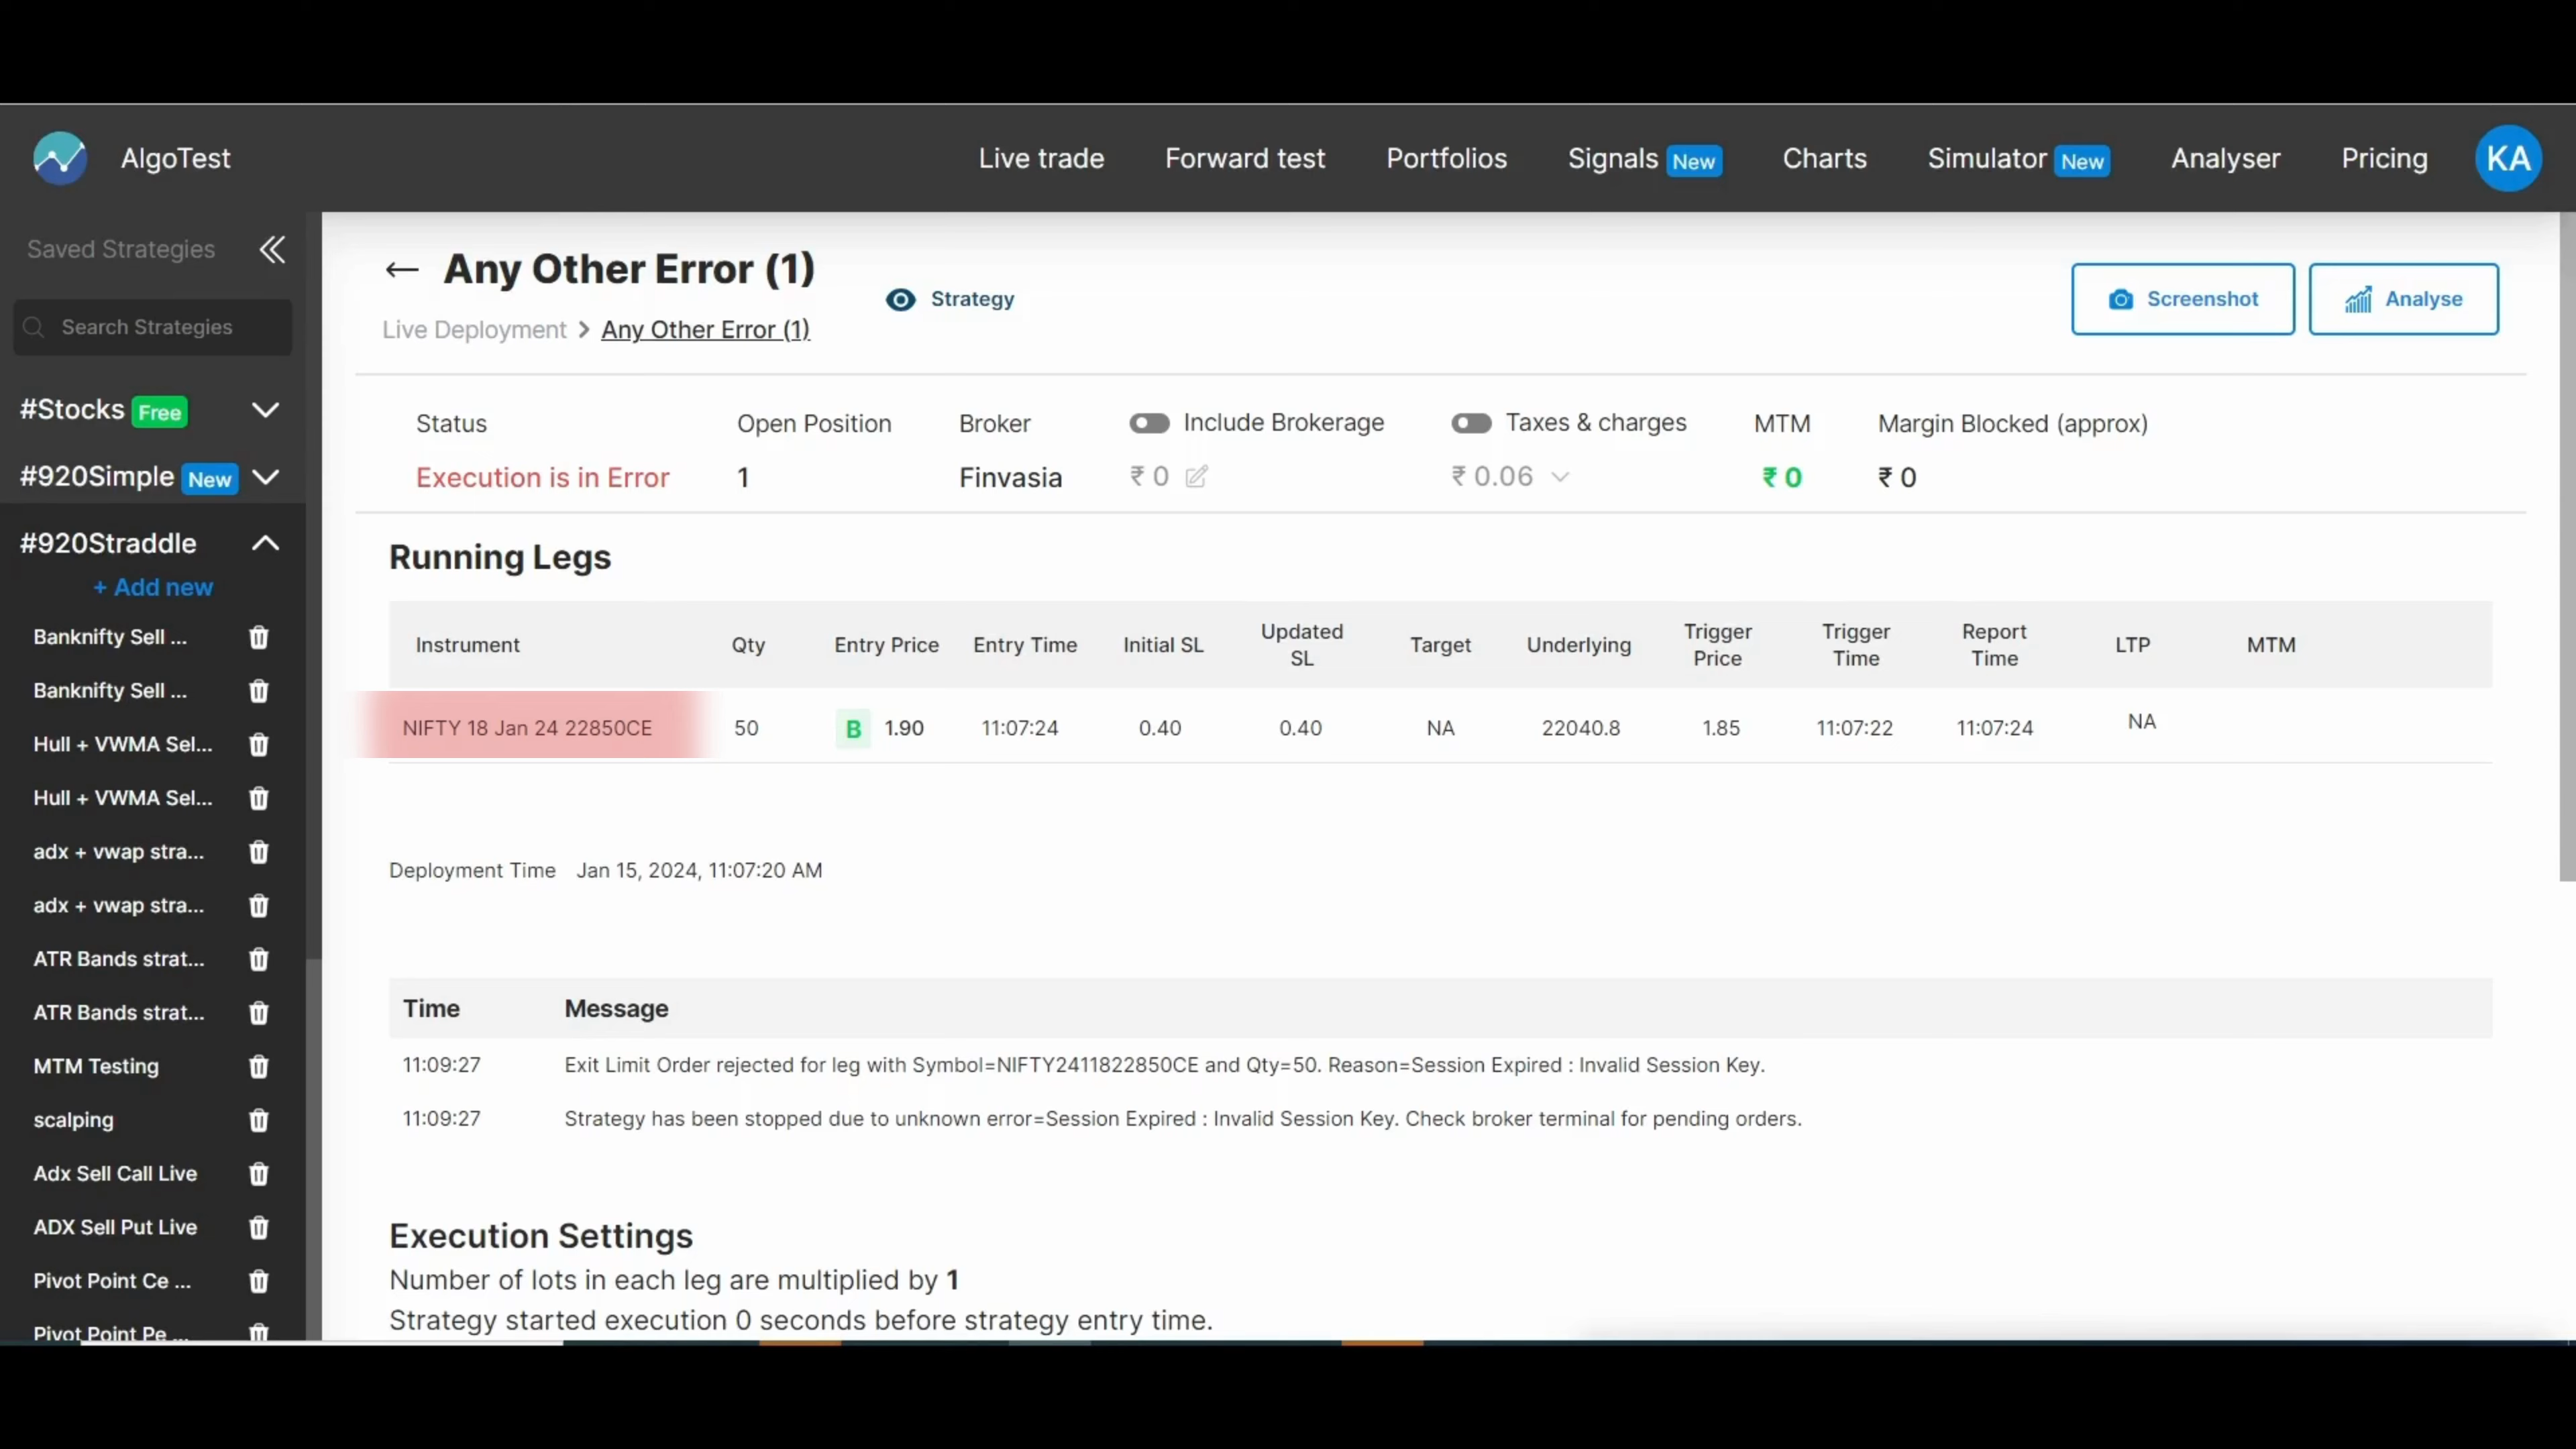 AlgoTest
Live trade
Forward test
Portfolios
Signals New
Charts
Simulator New
Analyser
Pricing
KA
Saved Strategies
Search Strategies
#Stocks Free
#920Simple New
#920Straddle
+ Add new
Banknifty Sell ...
Banknifty Sell ...
Hull + VWMA Sel...
Hull + VWMA Sel...
adx + vwap stra...
adx + vwap stra...
ATR Bands strat...
ATR Bands strat...
MTM Testing
scalping
Adx Sell Call Live
ADX Sell Put Live
Pivot Point Ce ...
Pivot Point Pe ...
Any Other Error (1)
Live Deployment > Any Other Error (1)
Strategy
Screenshot
Analyse
Status Open Position Broker Include Brokerage Taxes & charges MTM Margin Blocked (approx)
Execution is in Error 1 Finvasia ₹ 0 ₹ 0.06 ₹ 0 ₹ 0
Running Legs
Instrument Qty Entry Price Entry Time Initial SL Updated SL Target Underlying Trigger Price Trigger Time Report Time LTP MTM
NIFTY 18 Jan 24 22850CE 50 B 1.90 11:07:24 0.40 0.40 NA 22040.8 1.85 11:07:22 11:07:24 NA
Deployment Time Jan 15, 2024, 11:07:20 AM
Time Message
11:09:27 Exit Limit Order rejected for leg with Symbol=NIFTY2411822850CE and Qty=50. Reason=Session Expired : Invalid Session Key.
11:09:27 Strategy has been stopped due to unknown error=Session Expired : Invalid Session Key. Check broker terminal for pending orders.
Execution Settings
Number of lots in each leg are multiplied by 1
Strategy started execution 0 seconds before strategy entry time.